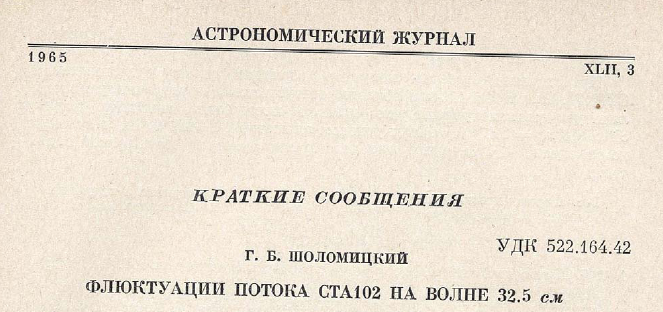 АСТРОНОМИЧЕСКИЙ ЖУРНАЛ
1965
XLII, 3
КРАТКИЕ СООБЩЕНИЯ
УДК 522.164.42
Г. Б. ШОЛОМИЦКИЙ
ФЛЮКТУАЦИИ ПОТОКА СТА102 НА ВОЛНЕ 32.5 см